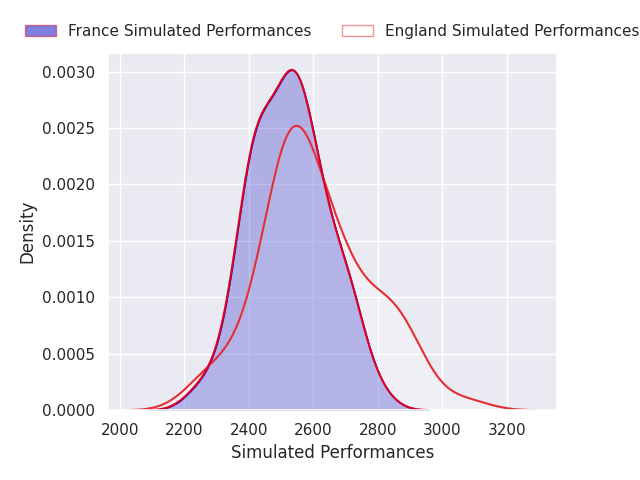 France Simulated Performances England Simulated Performances
0.0030
0.0025
0.0020
0.0015
0.0010
0.0005
0.0000
Density
2000 2200 2400 2600 2800 3000 3200
Simulated Performances